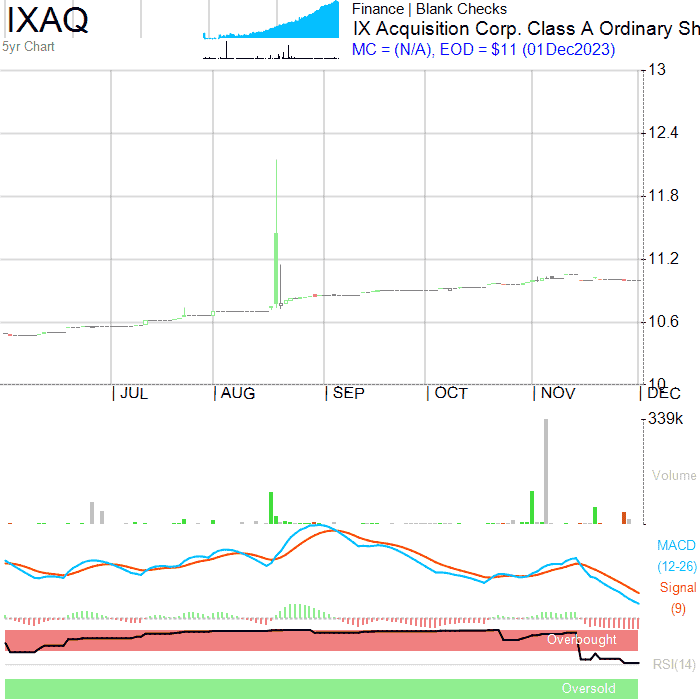 IXAQ
5yr Chart
Finance | Blank Checks
IX Acquisition Corp. Class A Ordinary Sh
MC = (N/A), EOD = $11 (01Dec2023)
13
12.4
11.8
11.2
10.6
10
| JUL | AUG | SEP | OCT | NOV | DEC
339k
Volume
MACD
(12-26)
Signal
(9)
Overbought
RSI(14)
Oversold